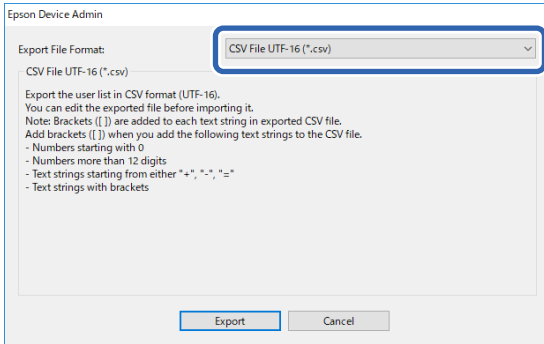 Epson Device Admin
Export File Format:
CSV File UTF-16 (*.csv)
CSV File UTF-16 (*.csv)
Export the user list in CSV format (UTF-16).
You can edit the exported file before importing it.
Note: Brackets ([ ]) are added to each text string in exported CSV file.
Add brackets ([ ]) when you add the following text strings to the CSV file.
- Numbers starting with 0
- Numbers more than 12 digits
- Text strings starting from either "+", "-", "="
- Text strings with brackets
Export
Cancel